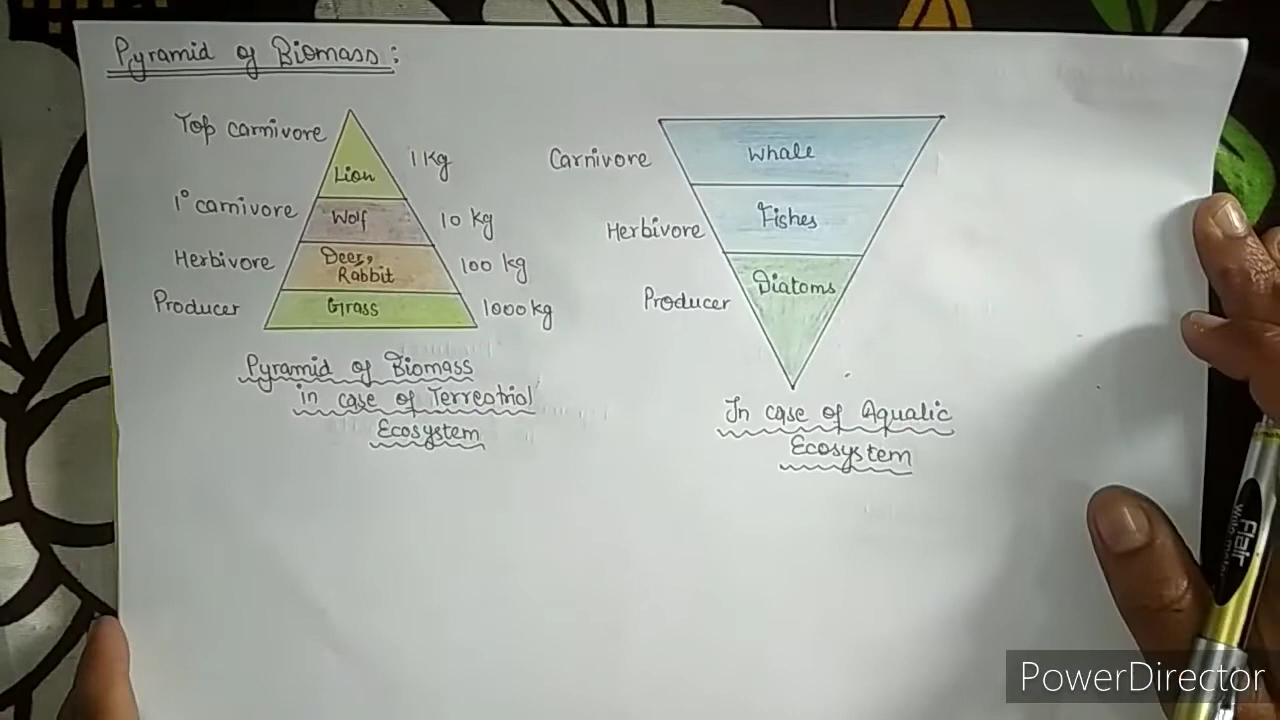 Pyramid of Biomass:
Top carnivore
Lion
1 Kg
1° carnivore
Wolf
10 kg
Herbivore
Deer,
Rabbit
100 kg
Producer
Grass
1000 kg
Pyramid of Biomass
in case of Terrestrial
Ecosystem
Carnivore
Whale
Herbivore
Fishes
Producer
Diatoms
In case of Aquatic
Ecosystem
Flair
PowerDirector